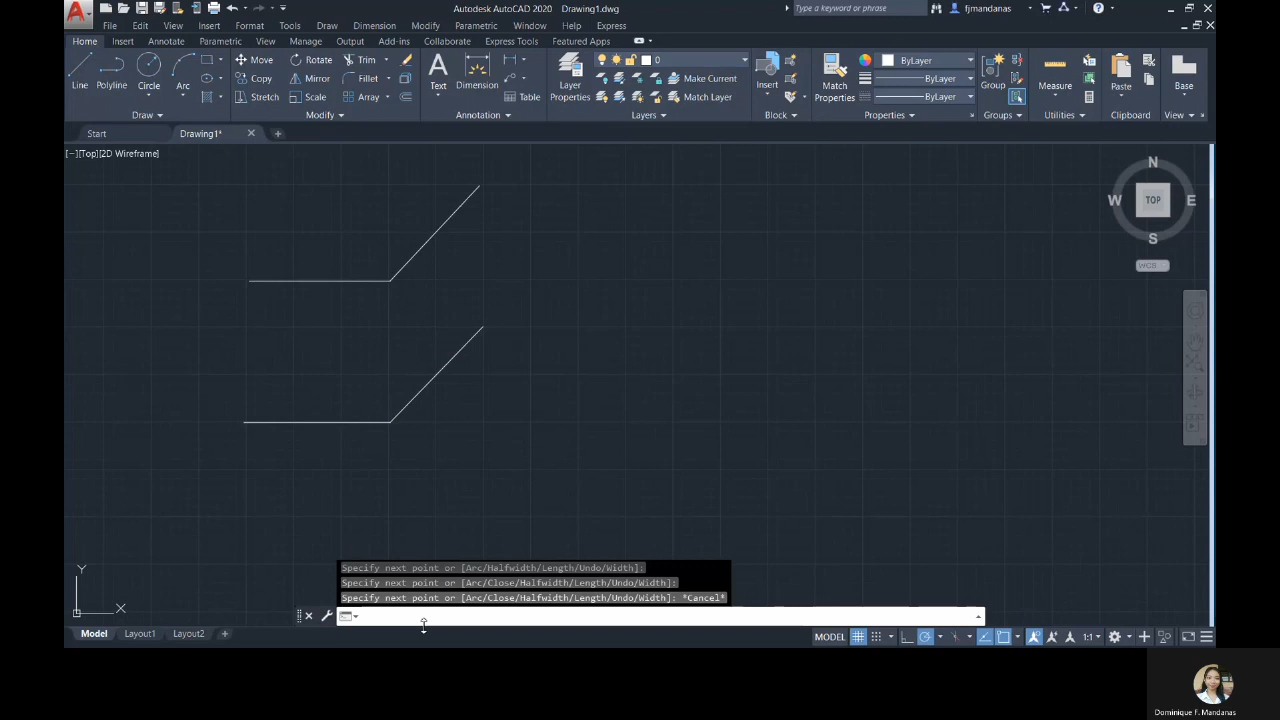 Autodesk AutoCAD 2020 Drawing1.dwg
Type a keyword or phrase
fjmandanas
File Edit View Insert Format Tools Draw Dimension Modify Parametric Window Help Express
Home Insert Annotate Parametric View Manage Output Add-ins Collaborate Express Tools Featured Apps
Line Polyline Circle Arc
Move Rotate Trim
Copy Mirror Fillet
Stretch Scale Array
Text Dimension Table
Layer Properties
0
Make Current
Match Layer
Insert
Match Properties
ByLayer
ByLayer
ByLayer
Group
Measure
Paste
Base
Draw Modify Annotation Layers Block Properties Groups Utilities Clipboard View
Start Drawing1*
[−][Top][2D Wireframe]
N
W TOP E
S
WCS
Y
X
Specify next point or [Arc/Halfwidth/Length/Undo/Width]:
Specify next point or [Arc/Close/Halfwidth/Length/Undo/Width]:
Specify next point or [Arc/Close/Halfwidth/Length/Undo/Width]: *Cancel*
Model Layout1 Layout2
MODEL 1:1
Dominique F. Mandanas